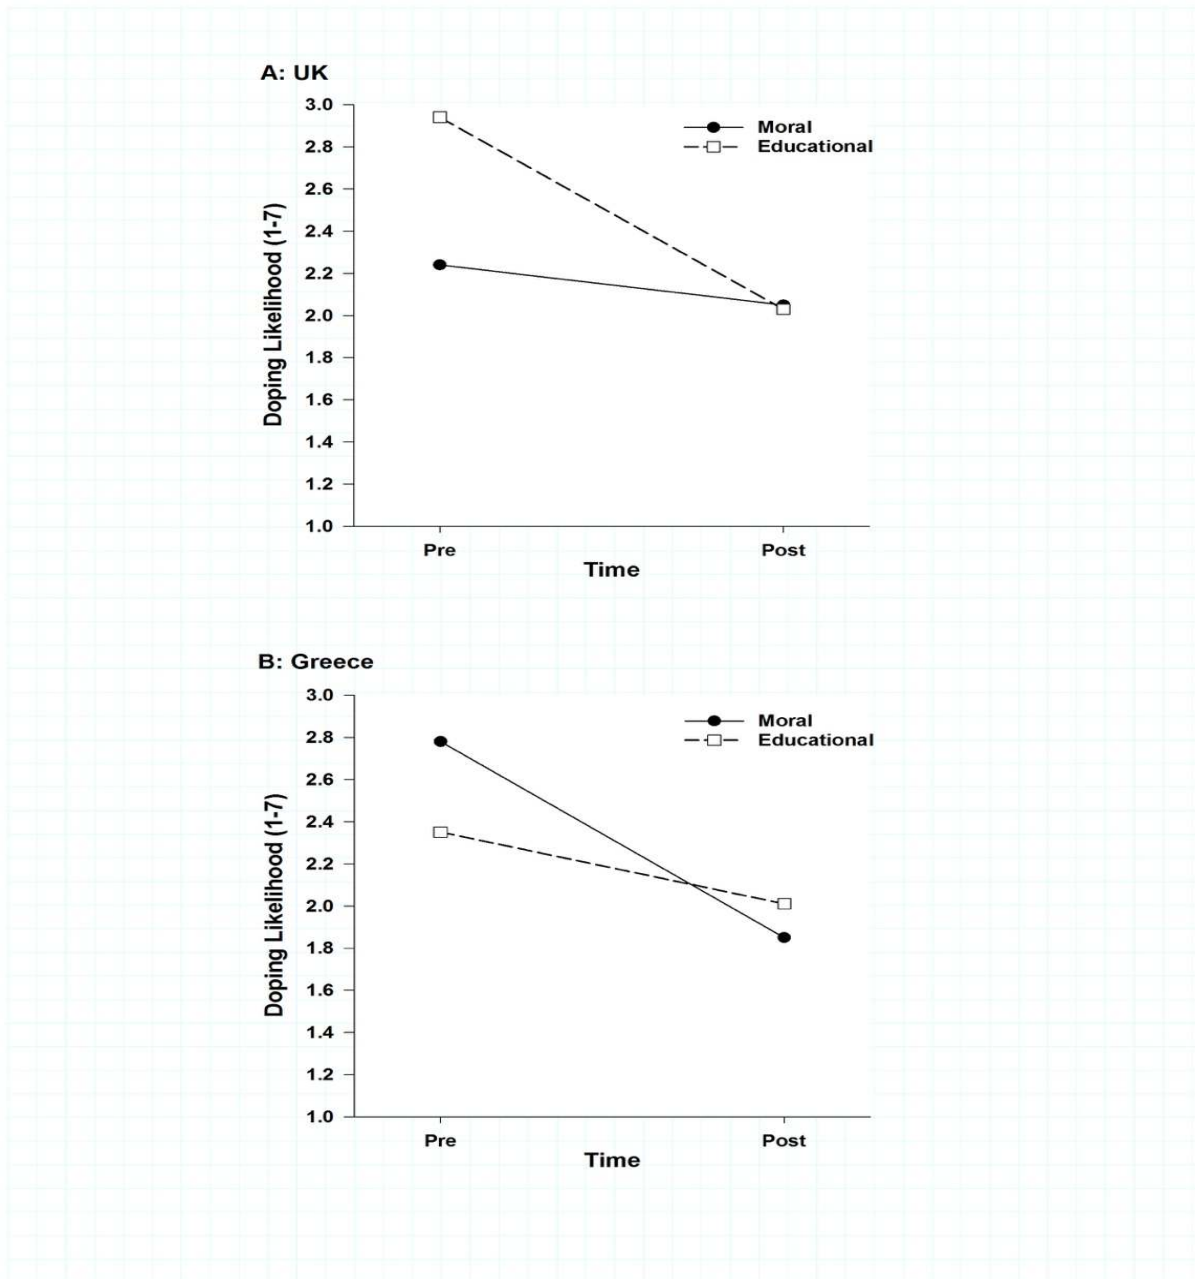 A: UK
3.0
2.8
2.6
2.4
2.2
2.0
1.8
1.6
1.4
1.2
1.0
Doping Likelihood (1-7)
Moral
Educational
Pre
Post
Time
B: Greece
3.0
2.8
2.6
2.4
2.2
2.0
1.8
1.6
1.4
1.2
1.0
Doping Likelihood (1-7)
Moral
Educational
Pre
Post
Time